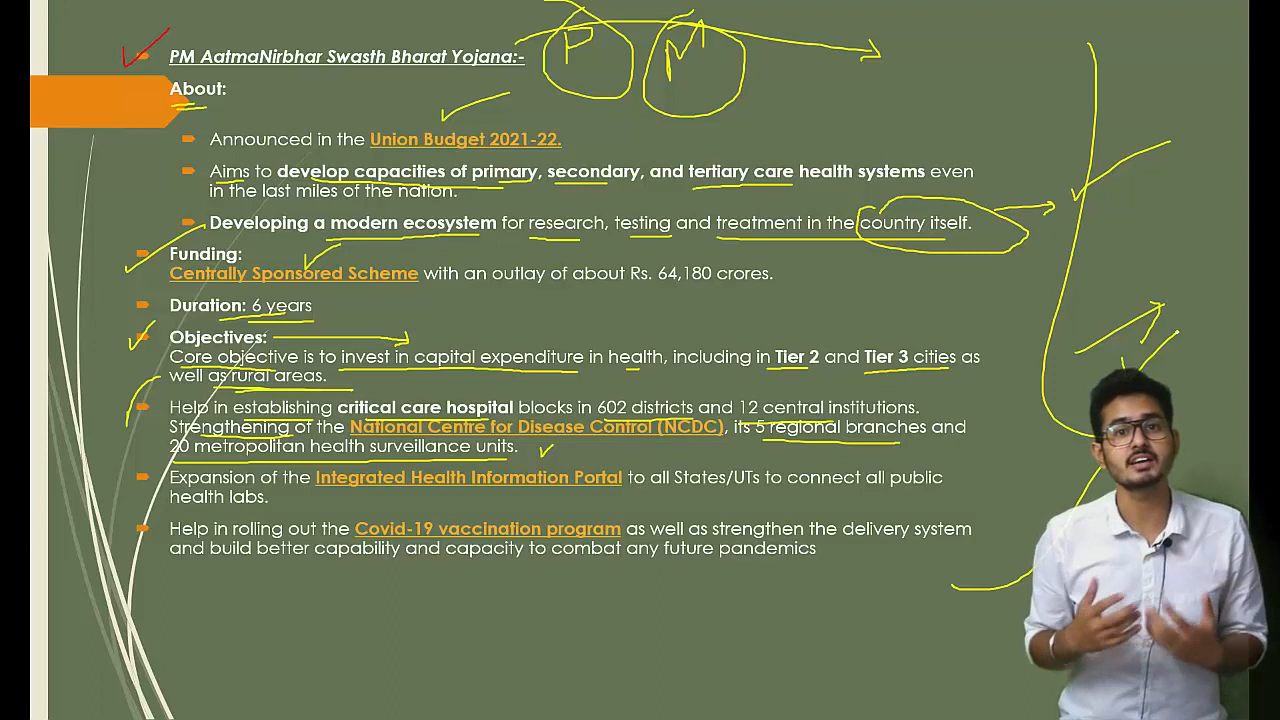 P M
PM AatmaNirbhar Swasth Bharat Yojana:-
About:
Announced in the Union Budget 2021-22.
Aims to develop capacities of primary, secondary, and tertiary care health systems even
in the last miles of the nation.
Developing a modern ecosystem for research, testing and treatment in the country itself.
Funding:
Centrally Sponsored Scheme with an outlay of about Rs. 64,180 crores.
Duration: 6 years
Objectives:
Core objective is to invest in capital expenditure in health, including in Tier 2 and Tier 3 cities as
well as rural areas.
Help in establishing critical care hospital blocks in 602 districts and 12 central institutions.
Strengthening of the National Centre for Disease Control (NCDC), its 5 regional branches and
20 metropolitan health surveillance units.
Expansion of the Integrated Health Information Portal to all States/UTs to connect all public
health labs.
Help in rolling out the Covid-19 vaccination program as well as strengthen the delivery system
and build better capability and capacity to combat any future pandemics